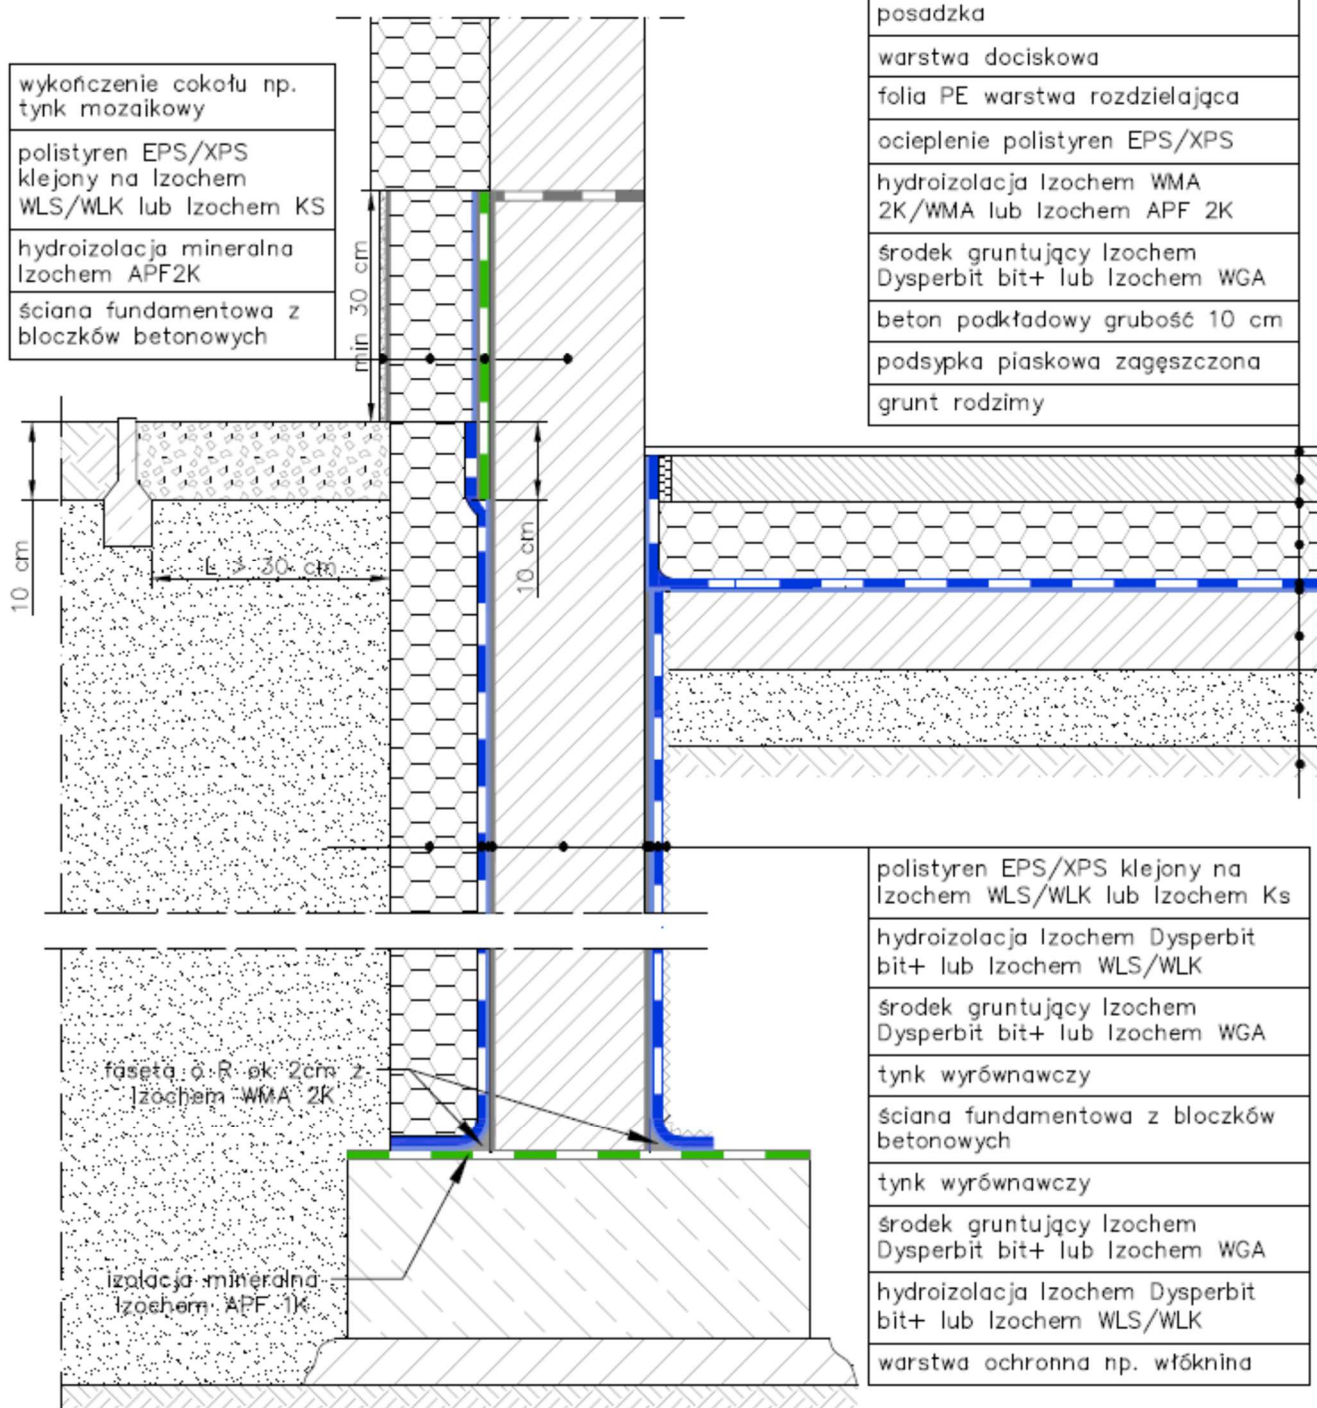 wykończenie cokołu np.
tynk mozaikowy
polistyren EPS/XPS
klejony na Izochem
WLS/WLK lub Izochem KS
hydroizolacja mineralna
Izochem APF2K
ściana fundamentowa z
bloczków betonowych
posadzka
warstwa dociskowa
folia PE warstwa rozdzielająca
ocieplenie polistyren EPS/XPS
hydroizolacja Izochem WMA
2K/WMA lub Izochem APF 2K
środek gruntujący Izochem
Dysperbit bit+ lub Izochem WGA
beton podkładowy grubość 10 cm
podsypka piaskowa zagęszczona
grunt rodzimy
min 30 cm
10 cm
L > 30 cm
10 cm
polistyren EPS/XPS klejony na
Izochem WLS/WLK lub Izochem Ks
hydroizolacja Izochem Dysperbit
bit+ lub Izochem WLS/WLK
środek gruntujący Izochem
Dysperbit bit+ lub Izochem WGA
tynk wyrównawczy
ściana fundamentowa z bloczków
betonowych
tynk wyrównawczy
środek gruntujący Izochem
Dysperbit bit+ lub Izochem WGA
hydroizolacja Izochem Dysperbit
bit+ lub Izochem WLS/WLK
warstwa ochronna np. włóknina
faseta o R ok. 2cm z
Izochem WMA 2K
izolacja mineralna
Izochem APF 1K